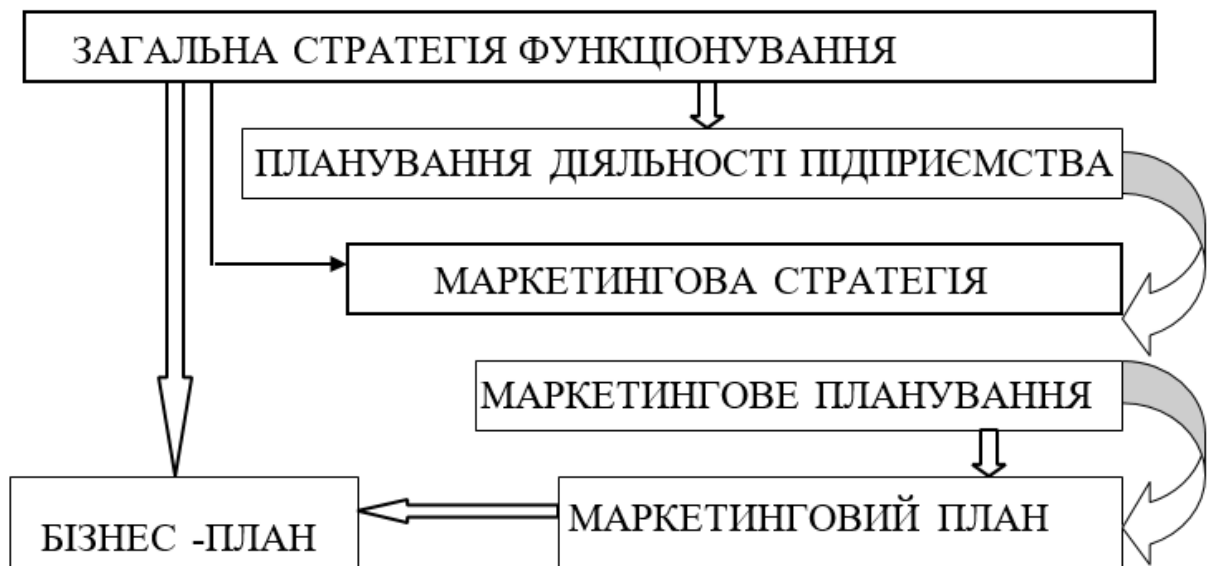 ЗАГАЛЬНА СТРАТЕГІЯ ФУНКЦІОНУВАННЯ
ПЛАНУВАННЯ ДІЯЛЬНОСТІ ПІДПРИЄМСТВА
МАРКЕТИНГОВА СТРАТЕГІЯ
МАРКЕТИНГОВЕ ПЛАНУВАННЯ
МАРКЕТИНГОВИЙ ПЛАН
БІЗНЕС -ПЛАН